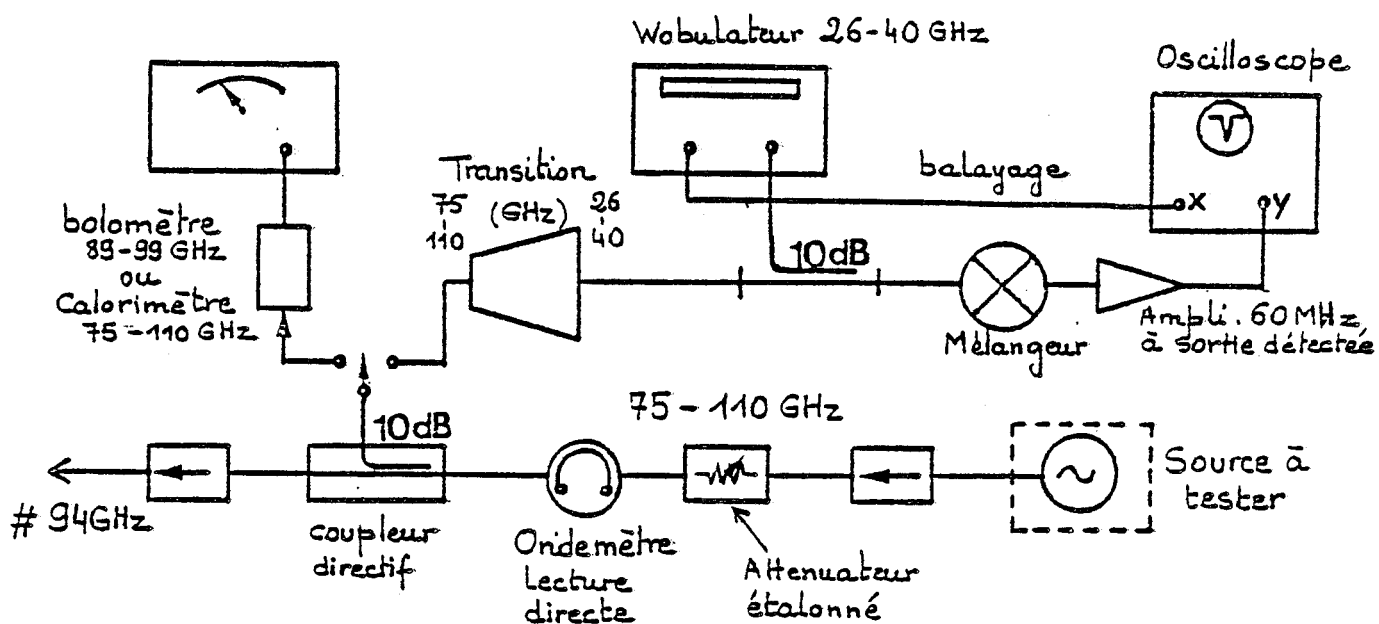 Wobulateur 26-40 GHz
Oscilloscope
balayage
x
y
Transition
(GHz)
75
110
26
40
10dB
bolomètre
89-99 GHz
ou
Calorimètre
75-110 GHz
Mélangeur
Ampli. 60 MHz
à sortie détectée
10dB
75-110 GHz
# 94GHz
coupleur
directif
Ondemètre
Lecture
directe
Attenuateur
étalonné
Source à
tester